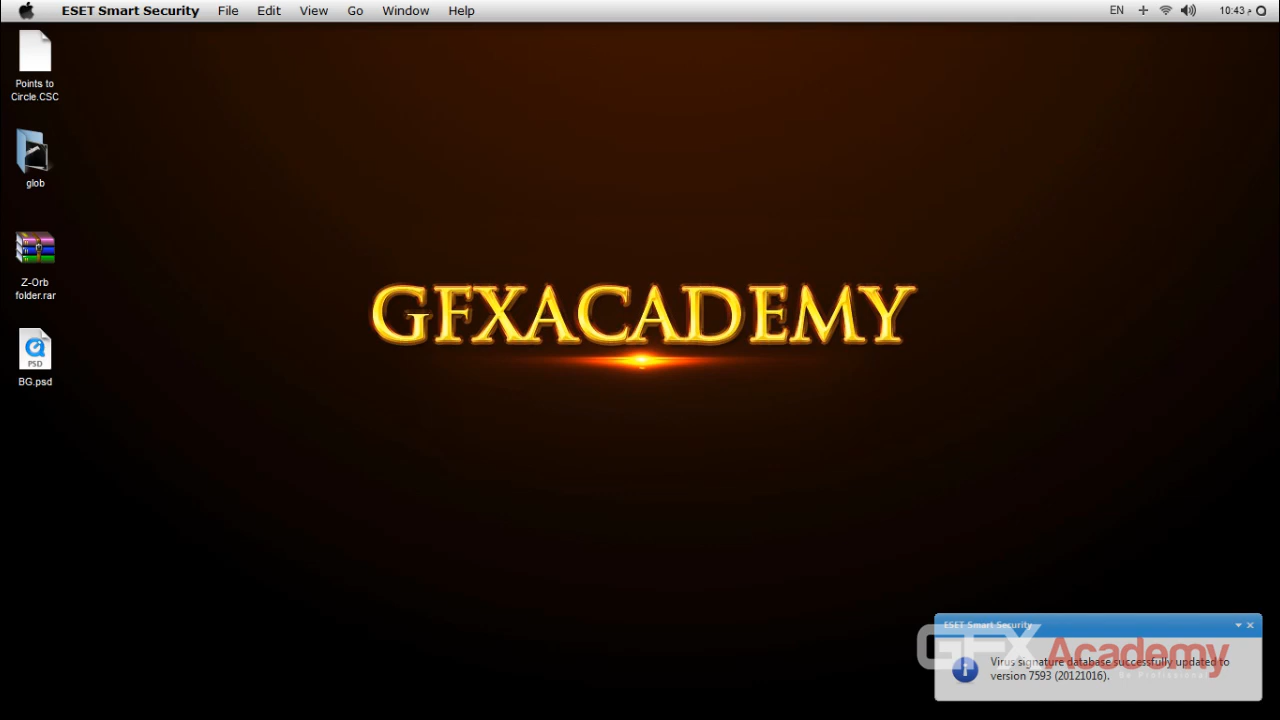 ESET Smart Security File Edit View Go Window Help EN 10:43 م
Points to
Circle.CSC
glob
Z-Orb
folder.rar
PSD
BG.psd
GFXACADEMY
ESET Smart Security
Virus signature database successfully updated to
version 7593 (20121016).
GFX Academy
Be Professional